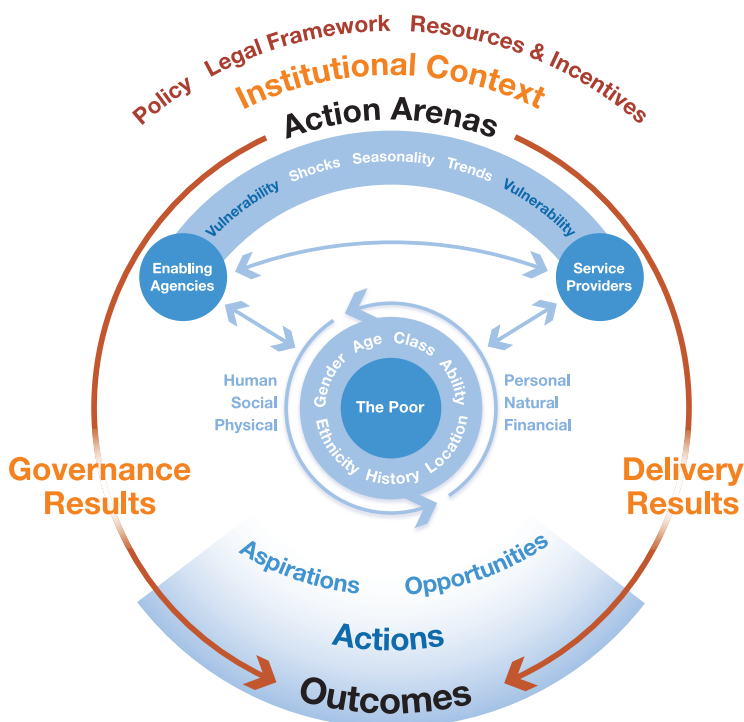 Policy Legal Framework Resources & Incentives
Institutional Context
Action Arenas
Vulnerability Shocks Seasonality Trends Vulnerability
Enabling
Agencies
Service
Providers
Gender Age Class Ability
The Poor
Ethnicity History Location
Human
Social
Physical
Personal
Natural
Financial
Governance
Results
Delivery
Results
Aspirations Opportunities
Actions
Outcomes